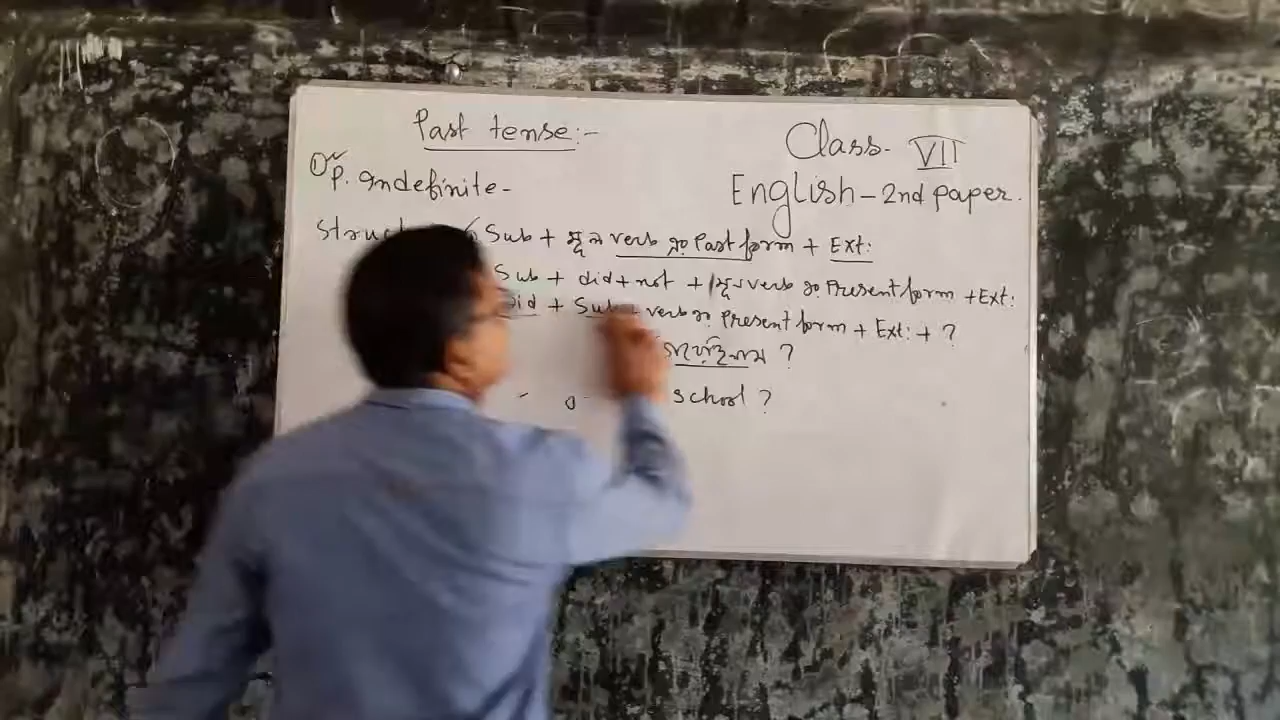 Past tense:-
Class- VII
P. Indefinite-
English - 2nd paper.
Struct Sub + মূল verb এর Past form + Ext:
Sub + did + not + মূল verb এর Present form + Ext:
Did + Sub + verb এর Present form + Ext: + ?
?
school ?